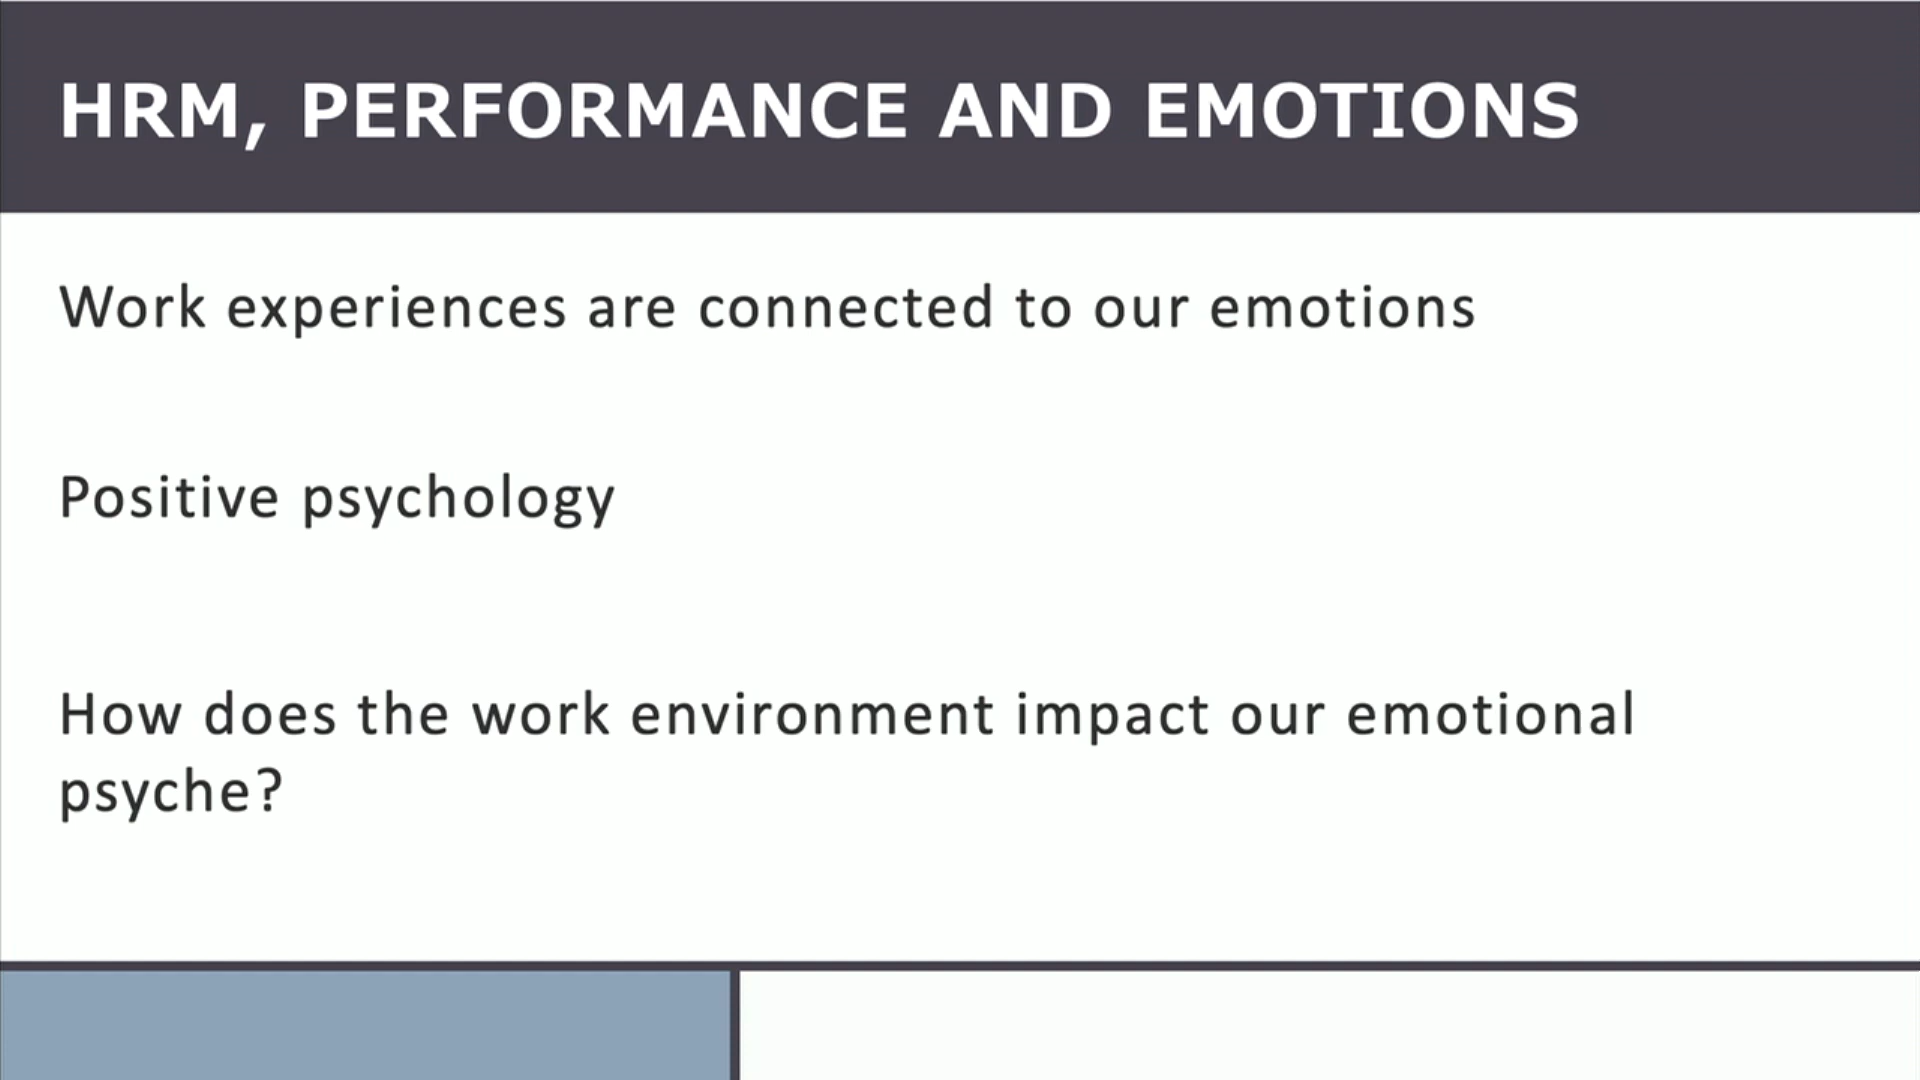 HRM, PERFORMANCE AND EMOTIONS
Work experiences are connected to our emotions
Positive psychology
How does the work environment impact our emotional
psyche?